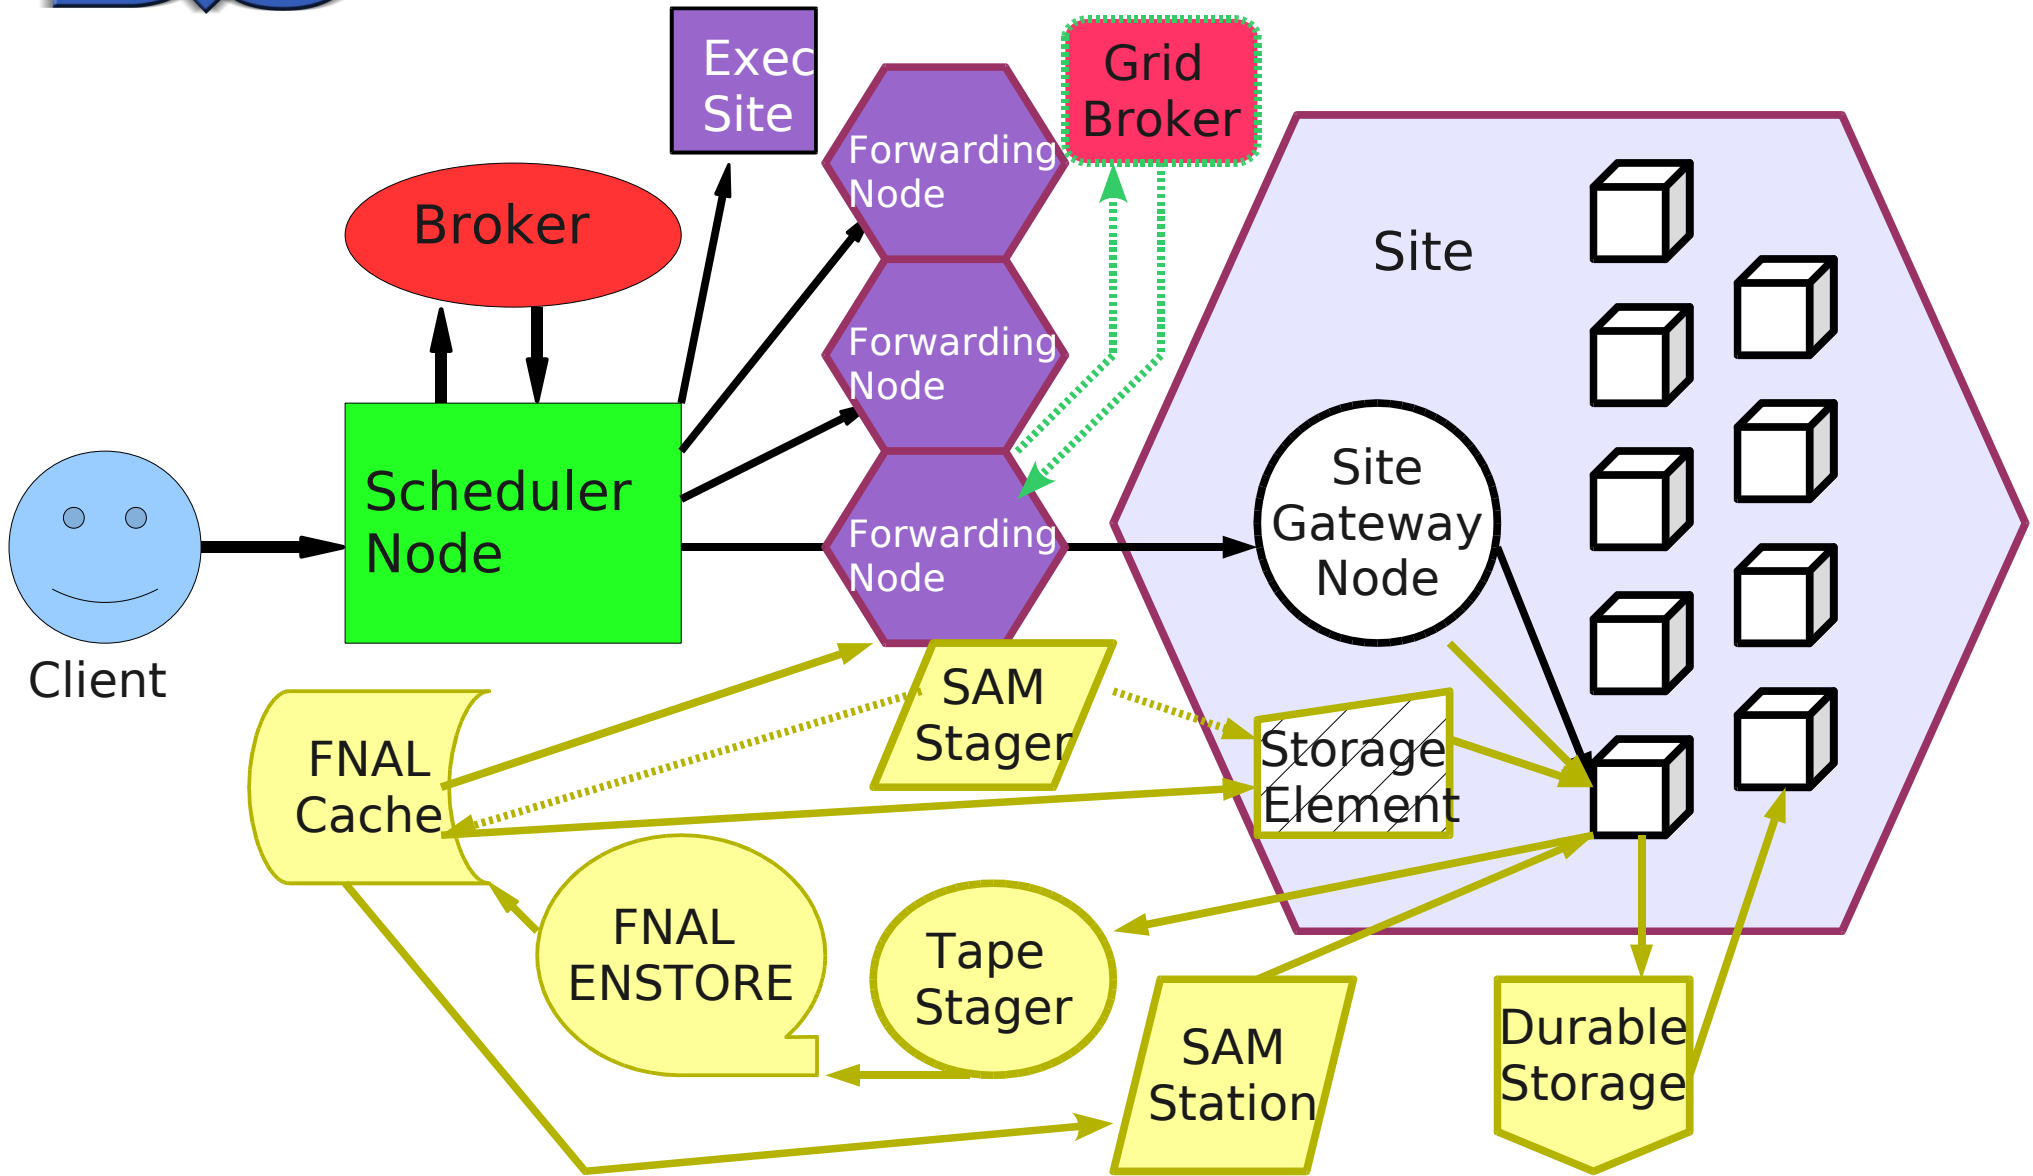 Exec
Site
Grid
Broker
Forwarding
Node
Broker
Site
Forwarding
Node
Scheduler
Node
Site
Gateway
Node
Forwarding
Node
Client
SAM
Stager
FNAL
Cache
Storage
Element
FNAL
ENSTORE
Tape
Stager
SAM
Station
Durable
Storage